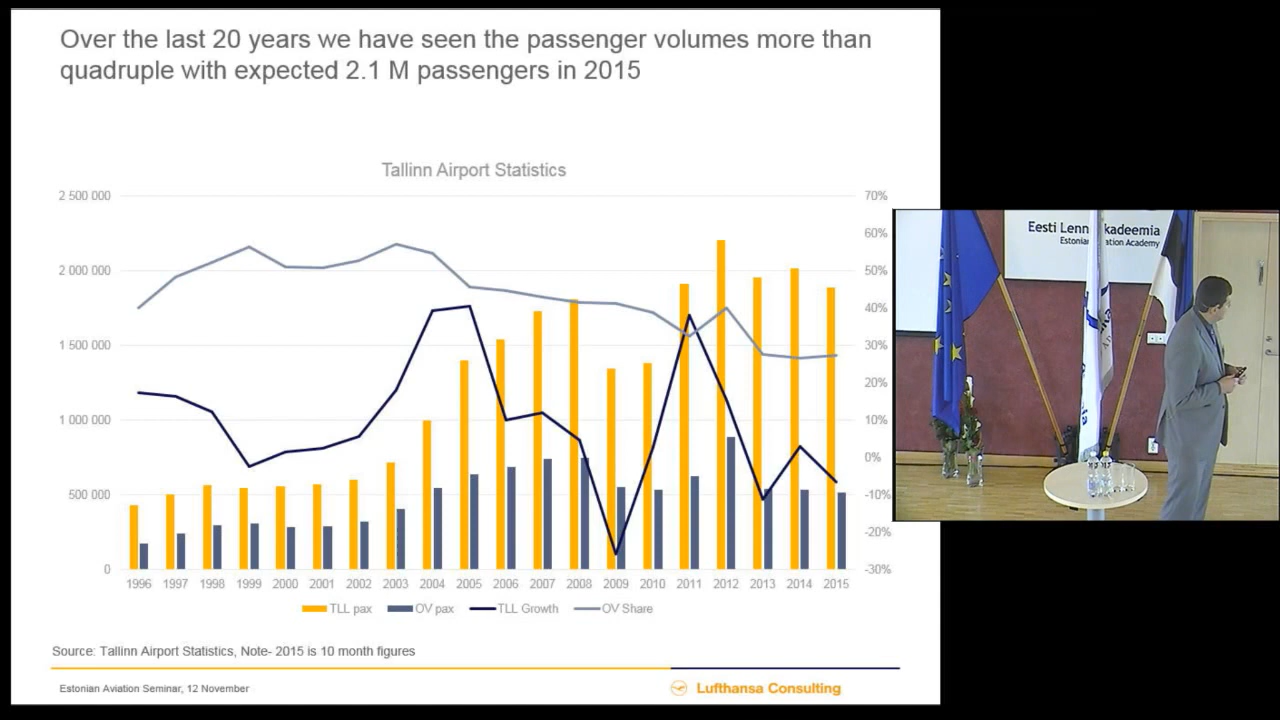 Over the last 20 years we have seen the passenger volumes more than
quadruple with expected 2.1 M passengers in 2015
Tallinn Airport Statistics
2 500 000
2 000 000
1 500 000
1 000 000
500 000
0
70%
60%
50%
40%
30%
20%
10%
0%
-10%
-20%
-30%
1996 1997 1998 1999 2000 2001 2002 2003 2004 2005 2006 2007 2008 2009 2010 2011 2012 2013 2014 2015
TLL pax OV pax TLL Growth OV Share
Source: Tallinn Airport Statistics, Note- 2015 is 10 month figures
Estonian Aviation Seminar, 12 November
Lufthansa Consulting
Eesti Lenn kadeemia
Estonia ation Academy